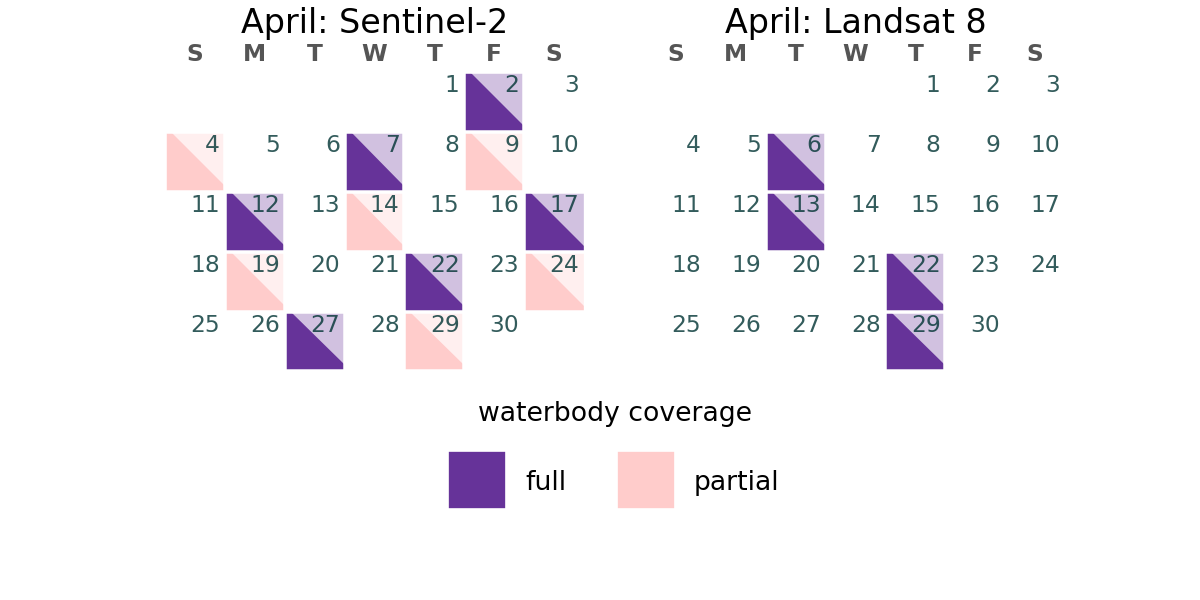 April: Sentinel-2
S M T W T F S
1 2 3
4 5 6 7 8 9 10
11 12 13 14 15 16 17
18 19 20 21 22 23 24
25 26 27 28 29 30
April: Landsat 8
S M T W T F S
1 2 3
4 5 6 7 8 9 10
11 12 13 14 15 16 17
18 19 20 21 22 23 24
25 26 27 28 29 30
waterbody coverage
full partial